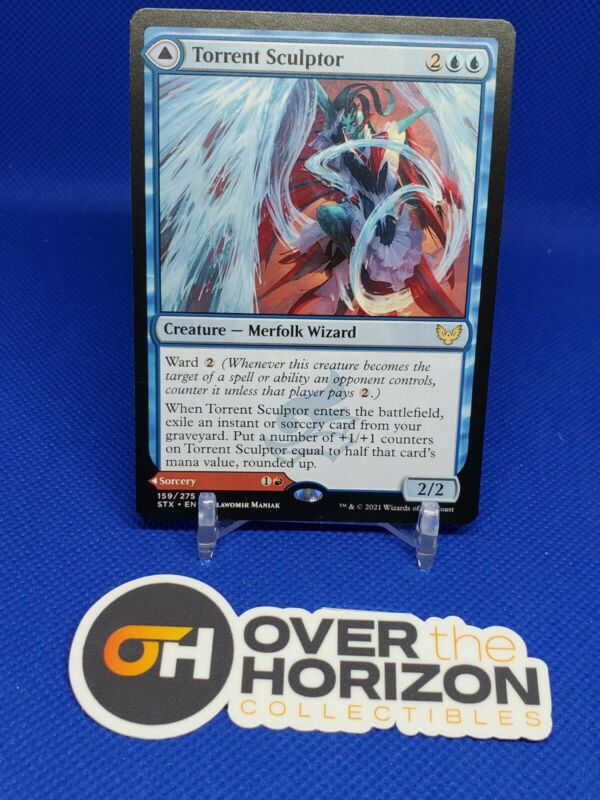 Torrent Sculptor 2
Creature — Merfolk Wizard
Ward 2 (Whenever this creature becomes the
target of a spell or ability an opponent controls,
counter it unless that player pays 2.)
When Torrent Sculptor enters the battlefield,
exile an instant or sorcery card from your
graveyard. Put a number of +1/+1 counters
on Torrent Sculptor equal to half that card's
mana value, rounded up.
Sorcery 1
2/2
159/275
STX • EN
Maniak
™ & © 2021 Wizards of Coast
OH
OVER the
HORIZON
COLLECTIBLES